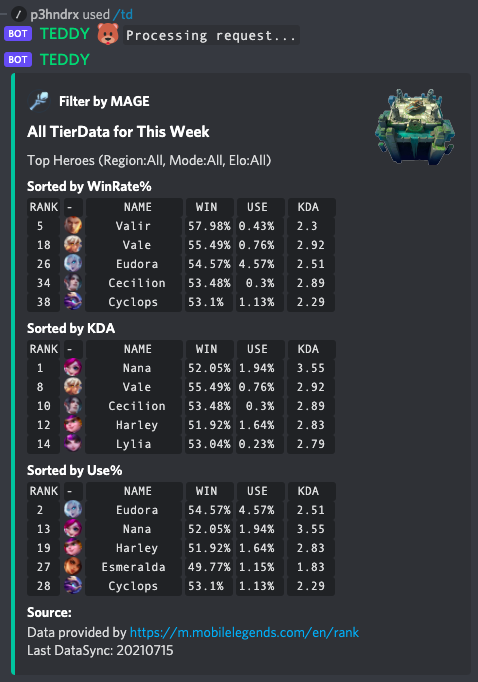 p3hndrx used /td
BOT TEDDY Processing request...
BOT TEDDY
Filter by MAGE
All TierData for This Week
Top Heroes (Region:All, Mode:All, Elo:All)
Sorted by WinRate%
RANK - NAME WIN USE KDA
5 Valir 57.98% 0.43% 2.3
18 Vale 55.49% 0.76% 2.92
26 Eudora 54.57% 4.57% 2.51
34 Cecilion 53.48% 0.3% 2.89
38 Cyclops 53.1% 1.13% 2.29
Sorted by KDA
RANK - NAME WIN USE KDA
1 Nana 52.05% 1.94% 3.55
8 Vale 55.49% 0.76% 2.92
10 Cecilion 53.48% 0.3% 2.89
12 Harley 51.92% 1.64% 2.83
14 Lylia 53.04% 0.23% 2.79
Sorted by Use%
RANK - NAME WIN USE KDA
2 Eudora 54.57% 4.57% 2.51
13 Nana 52.05% 1.94% 3.55
19 Harley 51.92% 1.64% 2.83
27 Esmeralda 49.77% 1.15% 1.83
28 Cyclops 53.1% 1.13% 2.29
Source:
Data provided by https://m.mobilelegends.com/en/rank
Last DataSync: 20210715